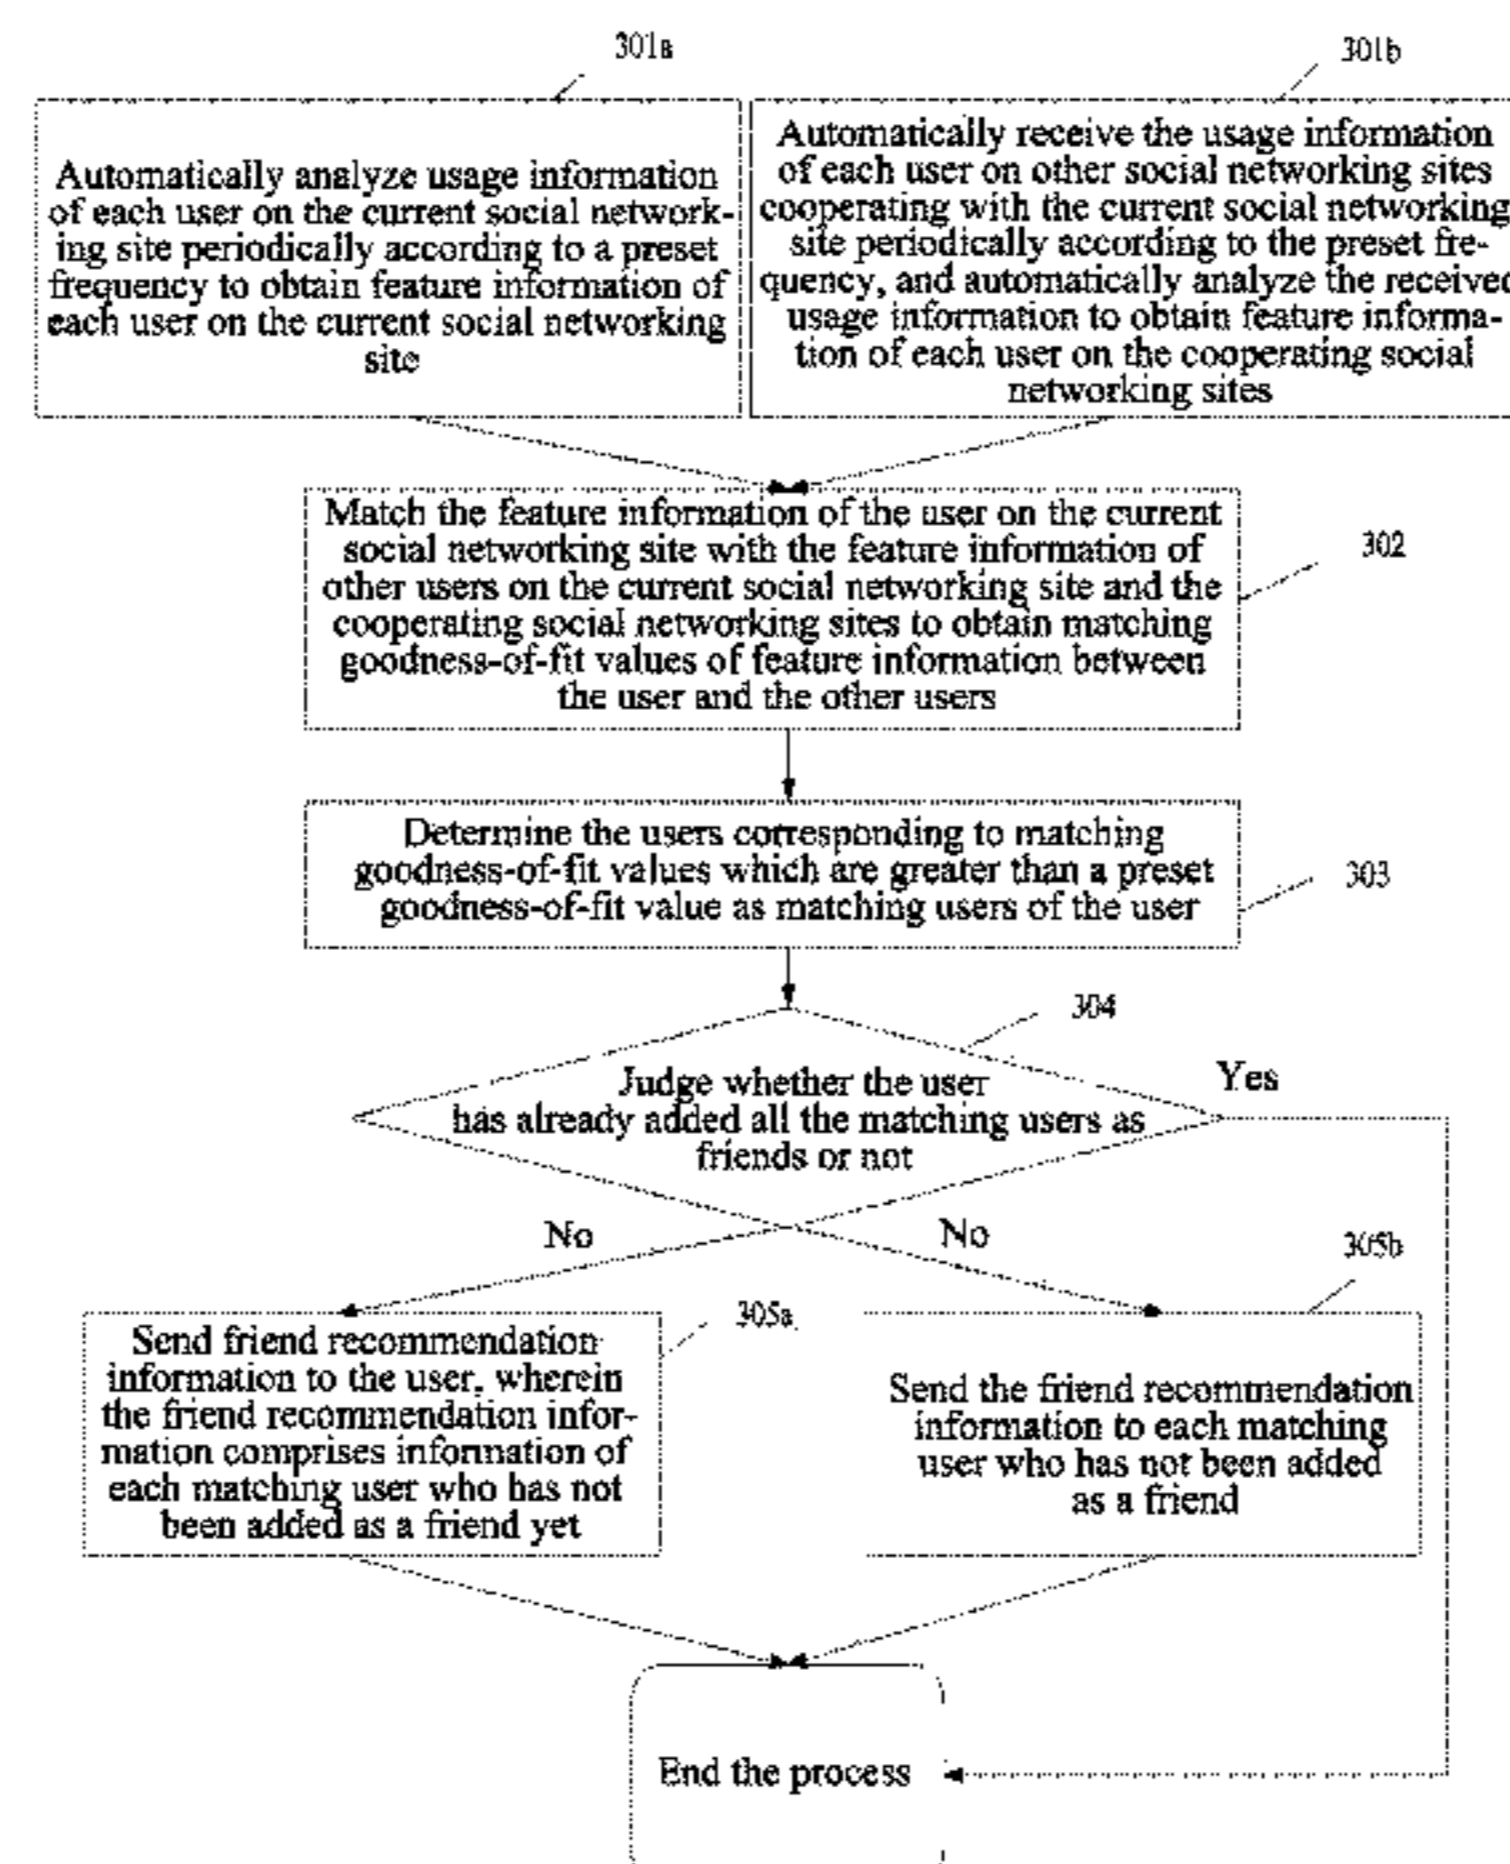 301a
301b
Automatically analyze usage information
of each user on the current social network-
ing site periodically according to a preset
frequency to obtain feature information of
each user on the current social networking
site
Automatically receive the usage information
of each user on other social networking sites
cooperating with the current social networking
site periodically according to the preset fre-
quency, and automatically analyze the received
usage information to obtain feature informa-
tion of each user on the cooperating social
networking sites
Match the feature information of the user on the current
social networking site with the feature information of
other users on the current social networking site and the
cooperating social networking sites to obtain matching
goodness-of-fit values of feature information between
the user and the other users
302
Determine the users corresponding to matching
goodness-of-fit values which are greater than a preset
goodness-of-fit value as matching users of the user
303
304
Judge whether the user
has already added all the matching users as
friends or not
Yes
No
No
305a
305b
Send friend recommendation
information to the user, wherein
the friend recommendation infor-
mation comprises information of
each matching user who has not
been added as a friend yet
Send the friend recommendation
information to each matching
user who has not been added
as a friend
End the process